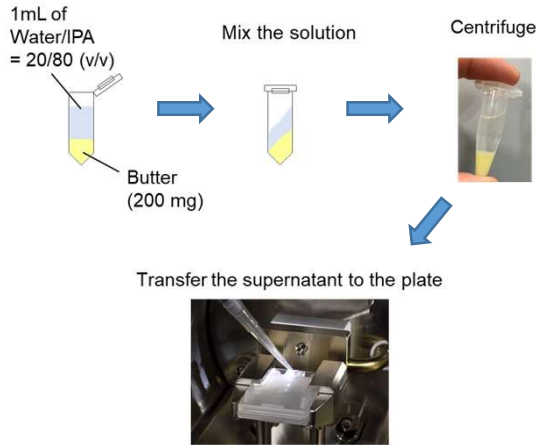 1mL of
Water/IPA
= 20/80 (v/v)
Butter
(200 mg)
Mix the solution
Centrifuge
Transfer the supernatant to the plate